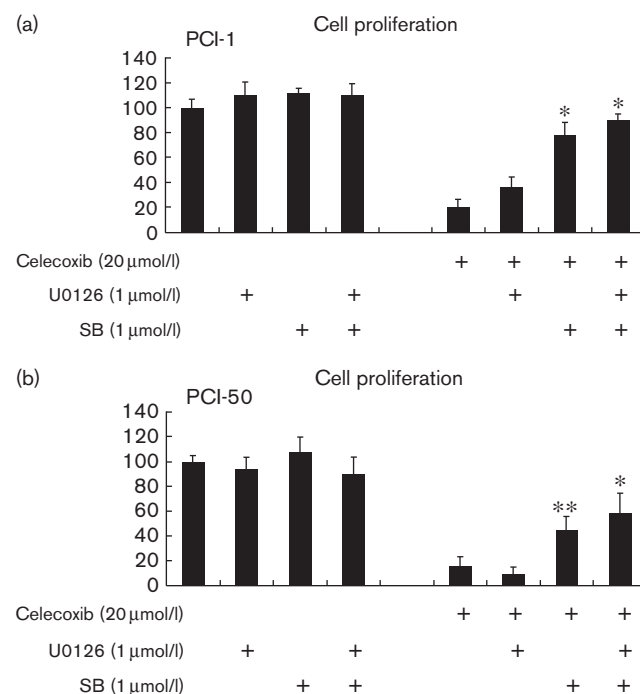 (a)
Cell proliferation
PCI-1
140
120
100
80
60
40
20
0
* *
Celecoxib (20 µmol/l) + + + +
U0126 (1 µmol/l) + + + +
SB (1 µmol/l) + + + +
(b)
Cell proliferation
PCI-50
140
120
100
80
60
40
20
0
** *
Celecoxib (20 µmol/l) + + + +
U0126 (1 µmol/l) + + + +
SB (1 µmol/l) + + + +